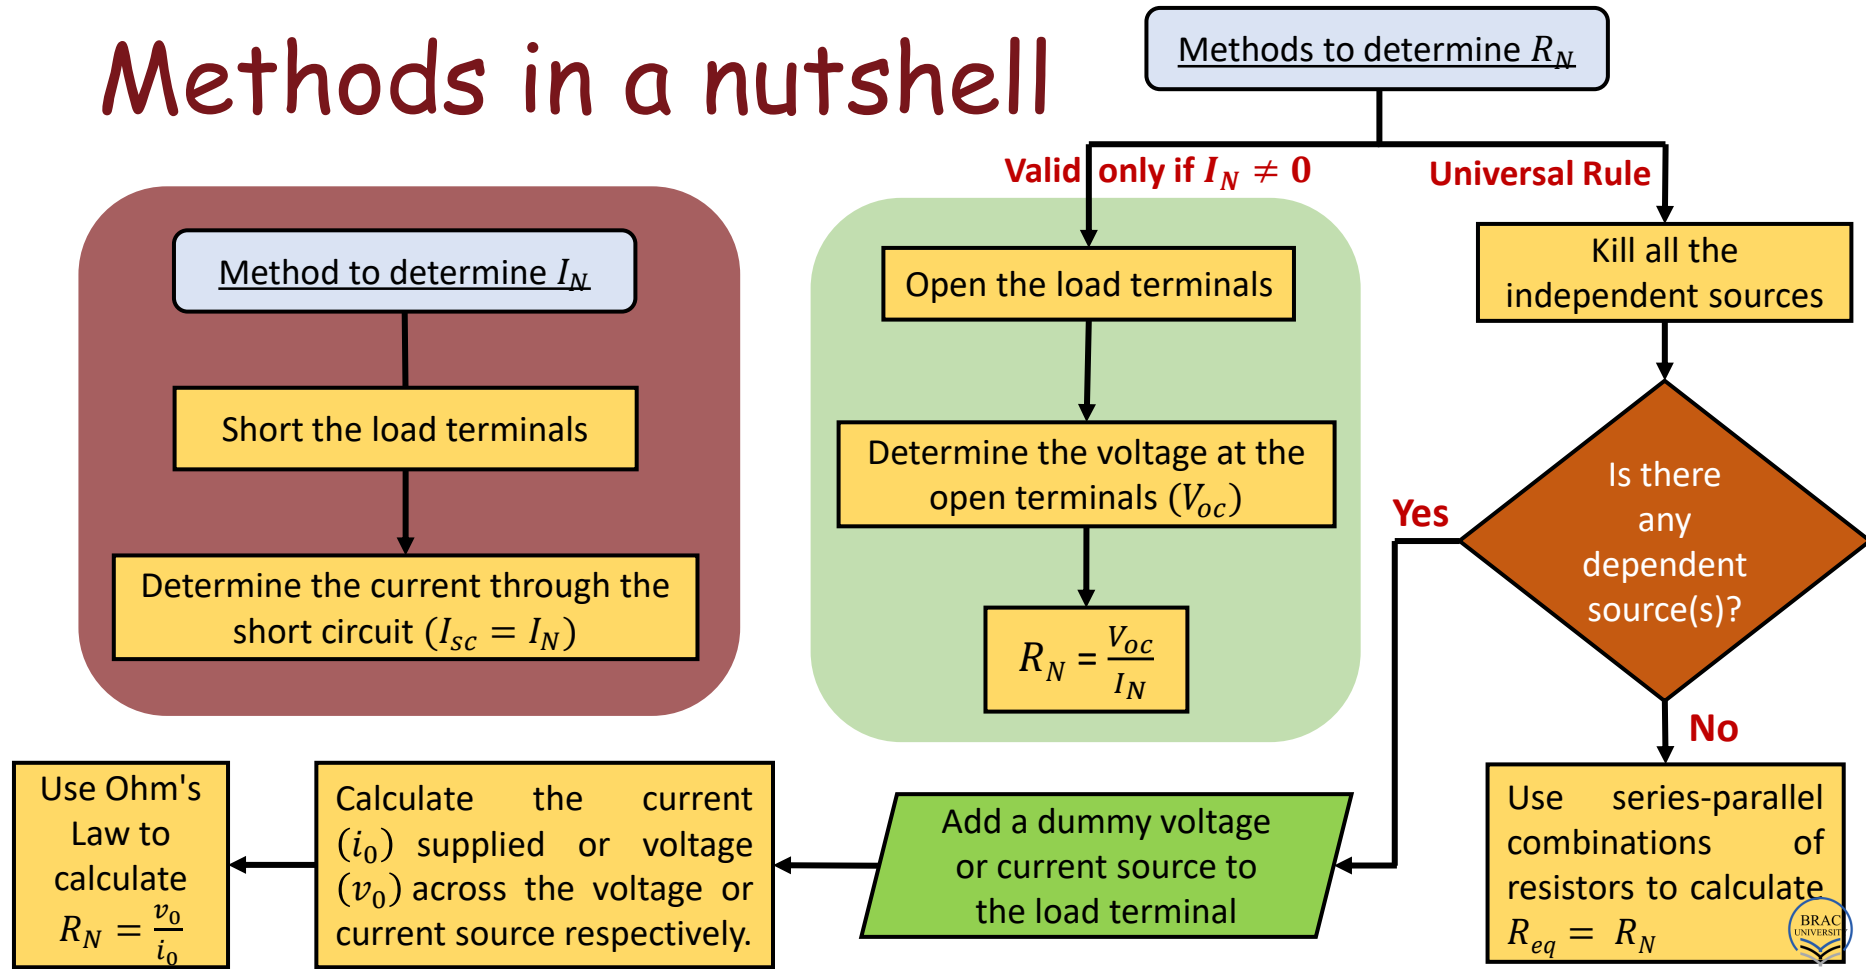 Methods in a nutshell
Methods to determine R_N
Valid only if I_N ≠ 0
Universal Rule
Method to determine I_N
Short the load terminals
Determine the current through the
short circuit (I_sc = I_N)
Open the load terminals
Determine the voltage at the
open terminals (V_oc)
R_N = V_oc / I_N
Kill all the
independent sources
Is there
any
dependent
source(s)?
Yes
No
Use series-parallel
combinations of
resistors to calculate
R_eq = R_N
Add a dummy voltage
or current source to
the load terminal
Calculate the current
(i_0) supplied or voltage
(v_0) across the voltage or
current source respectively.
Use Ohm's
Law to
calculate
R_N = v_0 / i_0
BRAC
UNIVERSITY